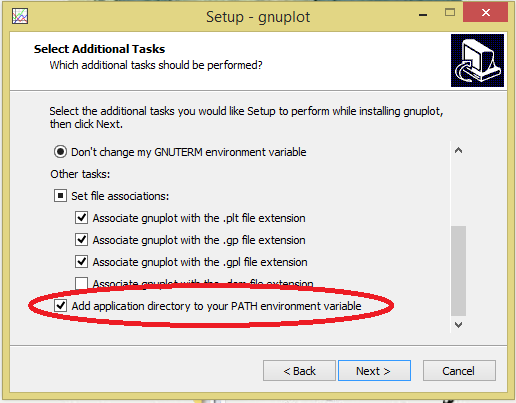 Setup - gnuplot
Select Additional Tasks
Which additional tasks should be performed?
Select the additional tasks you would like Setup to perform while installing gnuplot,
then click Next.
Don't change my GNUTERM environment variable
Other tasks:
Set file associations:
Associate gnuplot with the .plt file extension
Associate gnuplot with the .gp file extension
Associate gnuplot with the .gpl file extension
Associate gnuplot with the .dem file extension
Add application directory to your PATH environment variable
< Back
Next >
Cancel